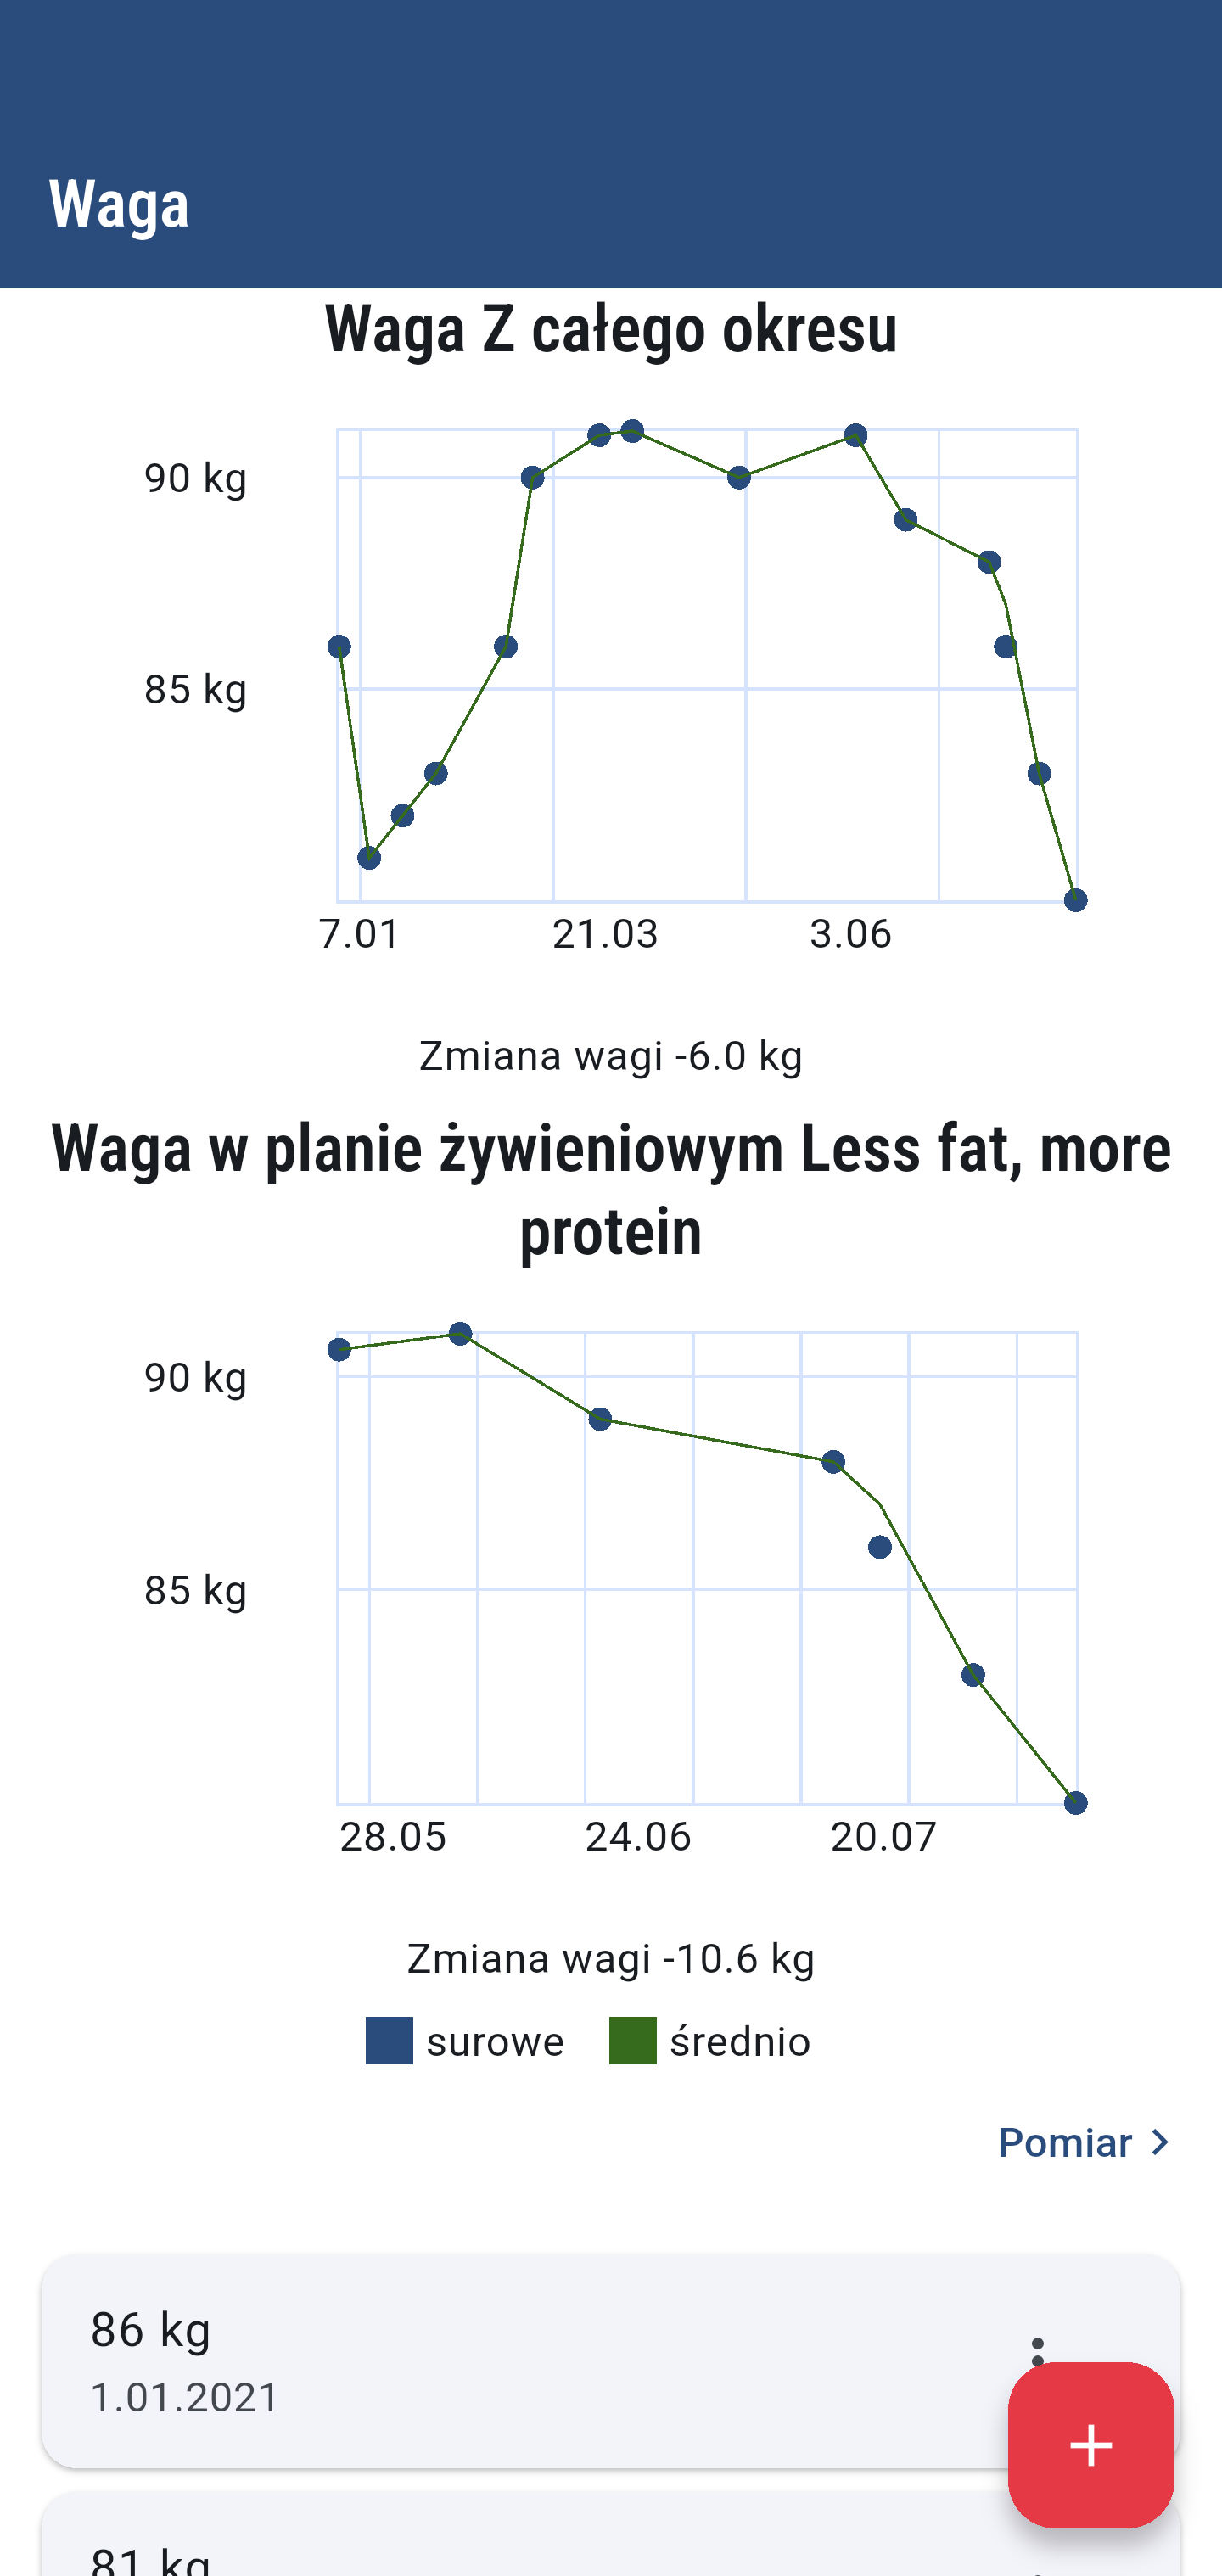 Waga
Waga Z całego okresu
90 kg
85 kg
7.01 21.03 3.06
Zmiana wagi -6.0 kg
Waga w planie żywieniowym Less fat, more
protein
90 kg
85 kg
28.05 24.06 20.07
Zmiana wagi -10.6 kg
surowe średnio
Pomiar
86 kg
1.01.2021
+
81 kg